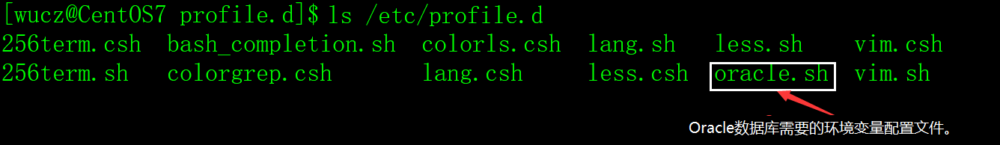 [wucz@CentOS7 profile.d]$ ls /etc/profile.d
256term.csh bash_completion.sh colorls.csh lang.sh less.sh vim.csh
256term.sh colorgrep.csh lang.csh less.csh oracle.sh vim.sh
Oracle数据库需要的环境变量配置文件。